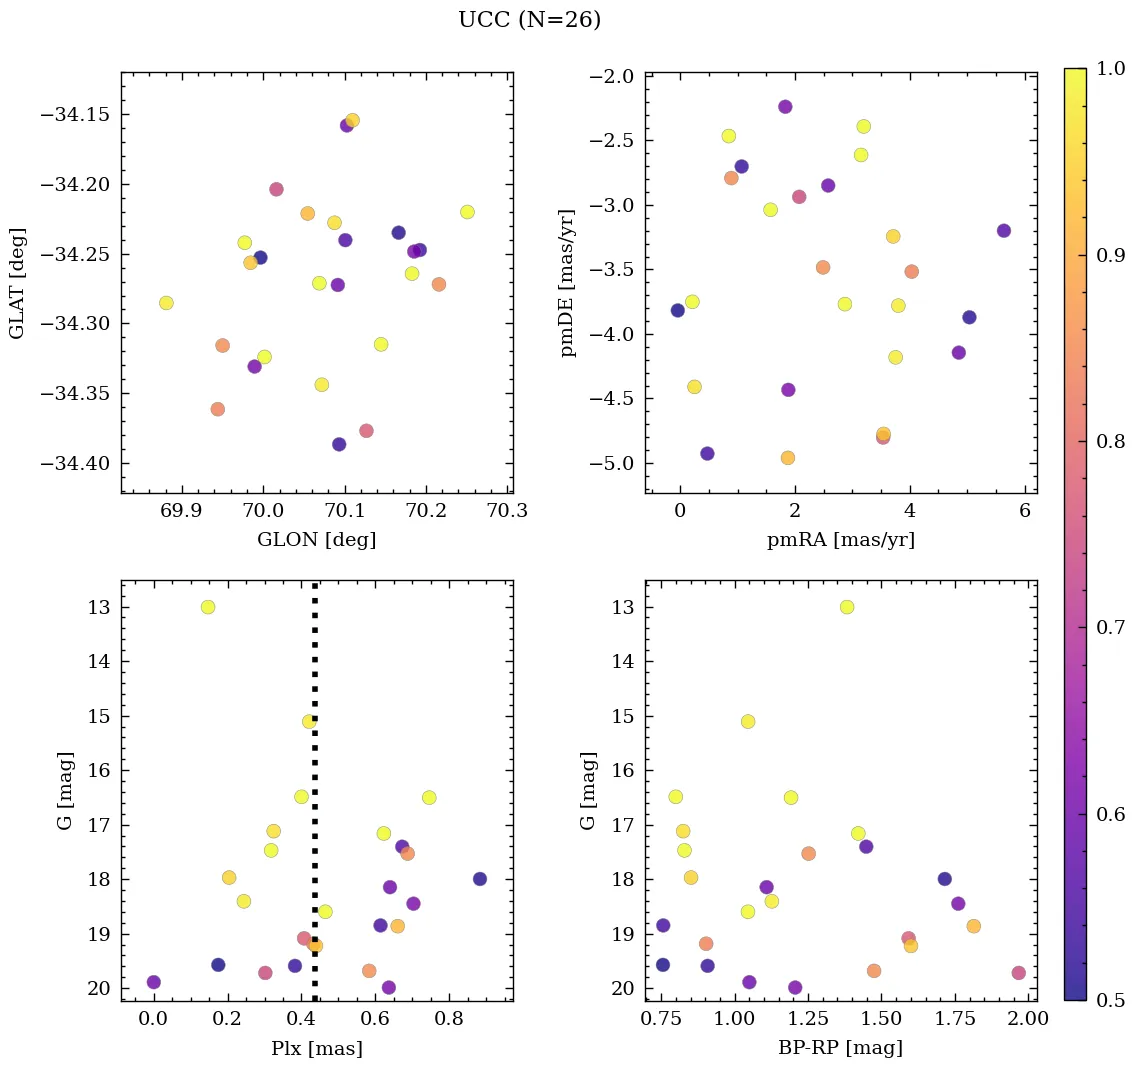 UCC (N=26)
−34.15
−34.20
−34.25
−34.30
−34.35
−34.40
GLAT [deg]
69.9 70.0 70.1 70.2 70.3
GLON [deg]
−2.0
−2.5
−3.0
−3.5
−4.0
−4.5
−5.0
pmDE [mas/yr]
0 2 4 6
pmRA [mas/yr]
13
14
15
16
17
18
19
20
G [mag]
0.0 0.2 0.4 0.6 0.8
Plx [mas]
13
14
15
16
17
18
19
20
G [mag]
0.75 1.00 1.25 1.50 1.75 2.00
BP-RP [mag]
1.0
0.9
0.8
0.7
0.6
0.5